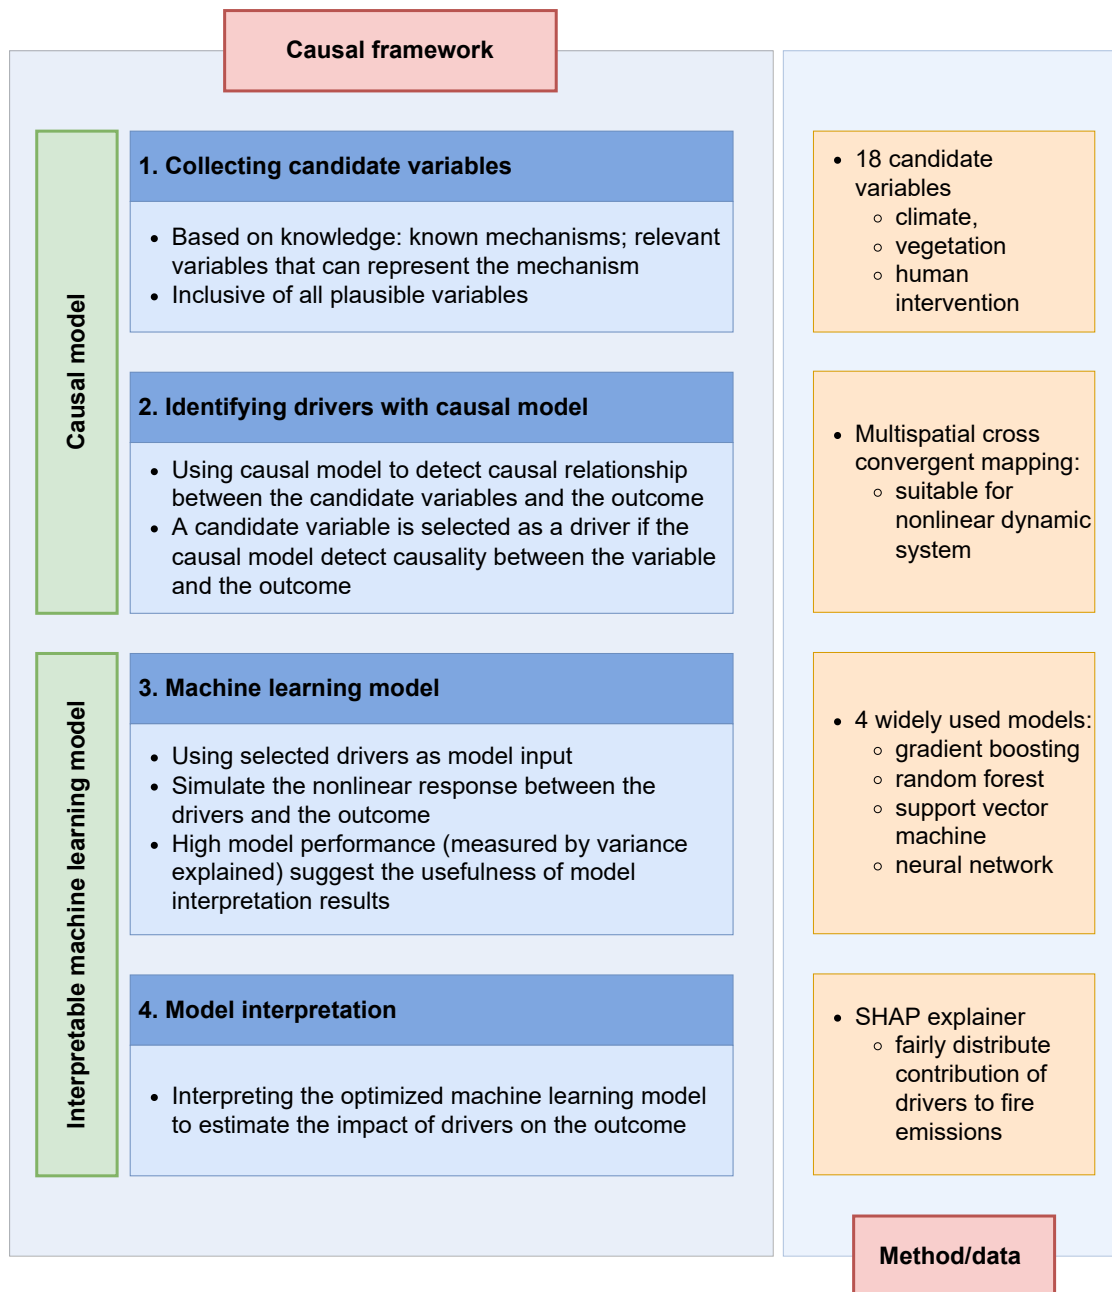 Causal framework
Causal model
1. Collecting candidate variables
• Based on knowledge: known mechanisms; relevant
variables that can represent the mechanism
• Inclusive of all plausible variables
• 18 candidate
variables
○ climate,
○ vegetation
○ human
intervention
2. Identifying drivers with causal model
• Using causal model to detect causal relationship
between the candidate variables and the outcome
• A candidate variable is selected as a driver if the
causal model detect causality between the variable
and the outcome
• Multispatial cross
convergent mapping:
○ suitable for
nonlinear dynamic
system
Interpretable machine learning model
3. Machine learning model
• Using selected drivers as model input
• Simulate the nonlinear response between the
drivers and the outcome
• High model performance (measured by variance
explained) suggest the usefulness of model
interpretation results
• 4 widely used models:
○ gradient boosting
○ random forest
○ support vector
machine
○ neural network
4. Model interpretation
• Interpreting the optimized machine learning model
to estimate the impact of drivers on the outcome
• SHAP explainer
○ fairly distribute
contribution of
drivers to fire
emissions
Method/data